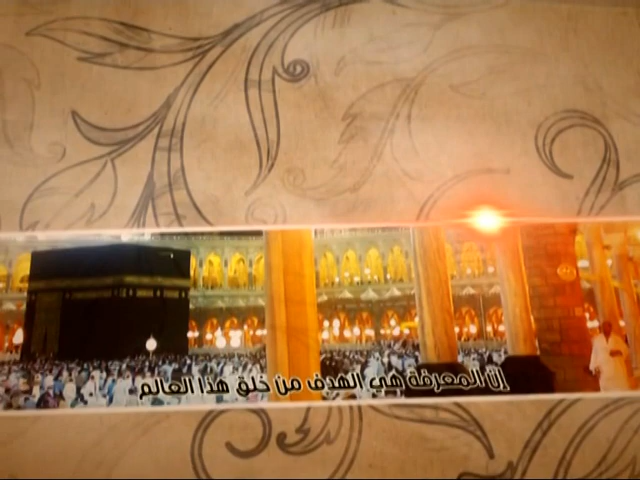 إن المعرفة هي الهدف من خلق هذا العالم